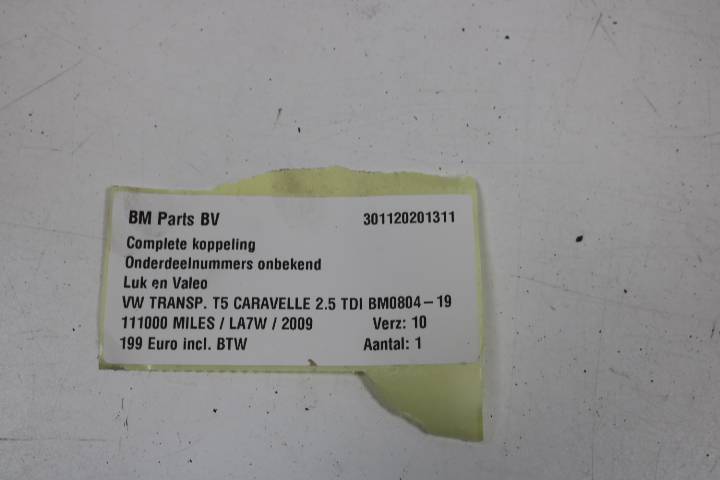 BM Parts BV 301120201311
Complete koppeling
Onderdeelnummers onbekend
Luk en Valeo
VW TRANSP. T5 CARAVELLE 2.5 TDI BM0804-19
111000 MILES / LA7W / 2009 Verz: 10
199 Euro incl. BTW Aantal: 1